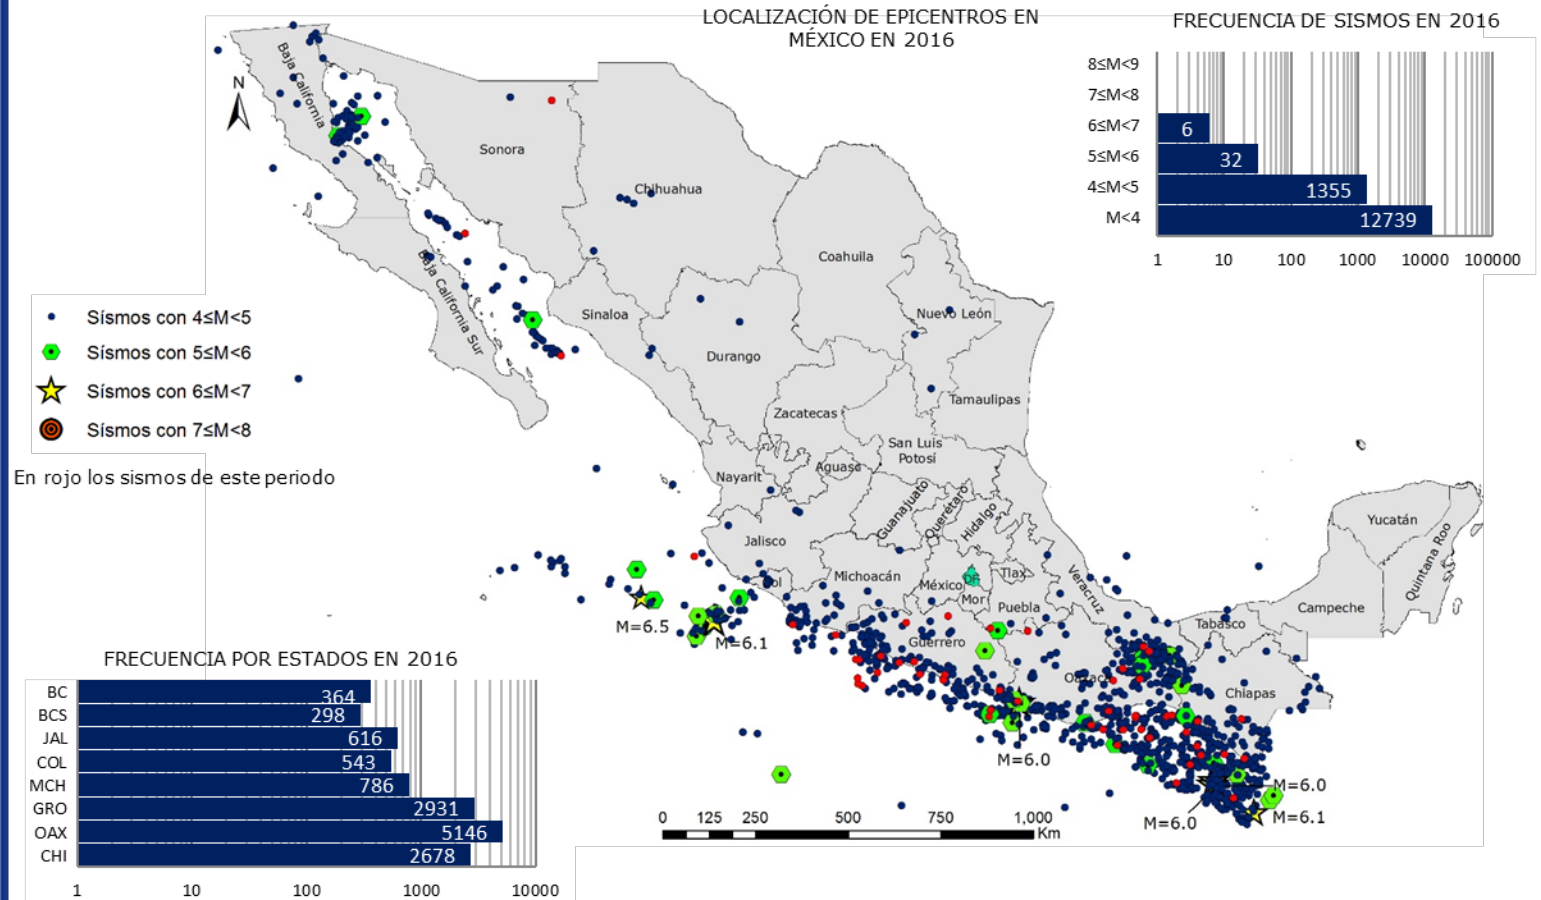 LOCALIZACIÓN DE EPICENTROS EN
MÉXICO EN 2016
FRECUENCIA DE SISMOS EN 2016
8≤M<9
7≤M<8
6≤M<7
6
5≤M<6
32
4≤M<5
1355
M<4
12739
1 10 100 1000 10000 100000
N
Baja California
Sonora
Chihuahua
Coahuila
Baja California Sur
Sinaloa
Durango
Nuevo León
Zacatecas
Tamaulipas
San Luis
Potosí
Nayarit
Aguasc
Guanajuato
Querétaro
Hidalgo
Jalisco
Col
Michoacán
México
DF
Tlax
Mor
Puebla
Veracruz
Guerrero
Oaxaca
Tabasco
Chiapas
Campeche
Yucatán
Quintana Roo
Sísmos con 4≤M<5
Sísmos con 5≤M<6
Sísmos con 6≤M<7
Sísmos con 7≤M<8
En rojo los sismos de este periodo
M=6.5
M=6.1
M=6.0
M=6.0
M=6.0
M=6.1
0 125 250 500 750 1,000
Km
FRECUENCIA POR ESTADOS EN 2016
BC 364
BCS 298
JAL 616
COL 543
MCH 786
GRO 2931
OAX 5146
CHI 2678
1 10 100 1000 10000